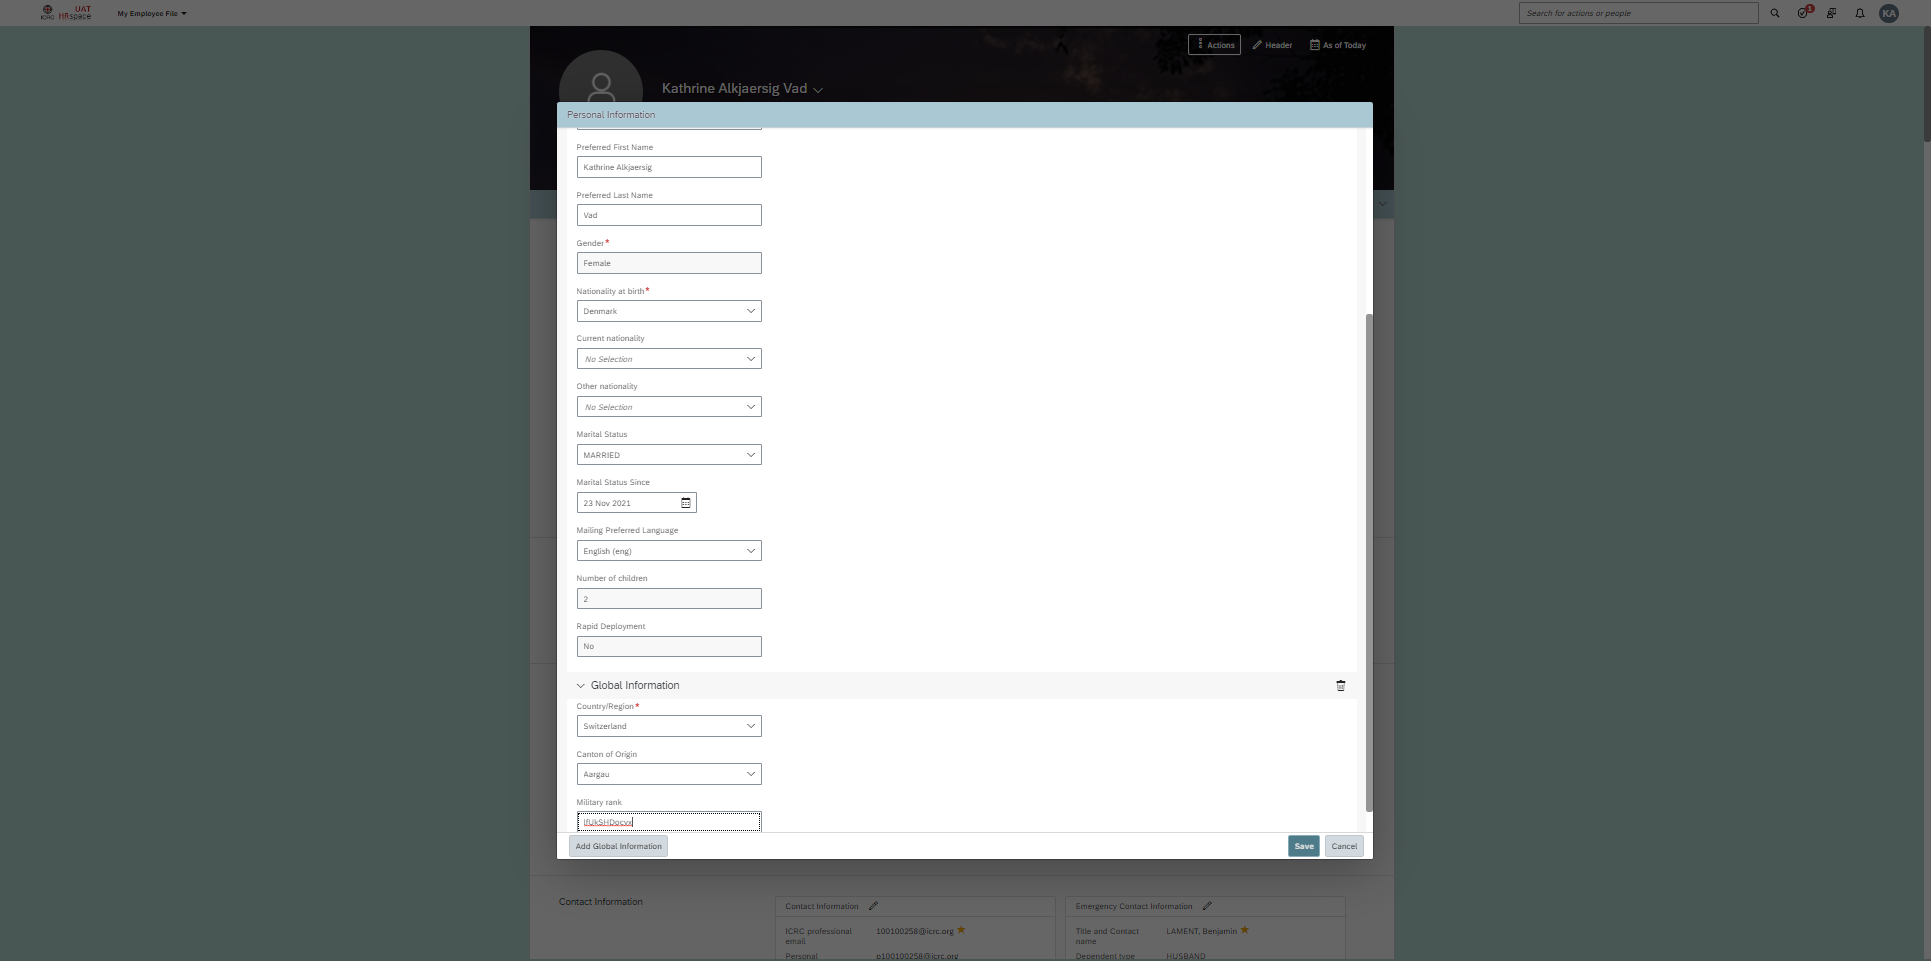 ICRC UAT HRspace My Employee File Search for actions or people 1 KA
Actions Header As of Today
Kathrine Alkjaersig Vad
Personal Information
Preferred First Name
Kathrine Alkjaersig
Preferred Last Name
Vad
Gender*
Female
Nationality at birth*
Denmark
Current nationality
No Selection
Other nationality
No Selection
Marital Status
MARRIED
Marital Status Since
23 Nov 2021
Mailing Preferred Language
English (eng)
Number of children
2
Rapid Deployment
No
Global Information
Country/Region*
Switzerland
Canton of Origin
Aargau
Military rank
Add Global Information Save Cancel
Contact Information
Contact Information
ICRC professional email 100100258@icrc.org
Personal p100100258@icrc.org
Emergency Contact Information
Title and Contact name LAMENT, Benjamin
Dependent type HUSBAND